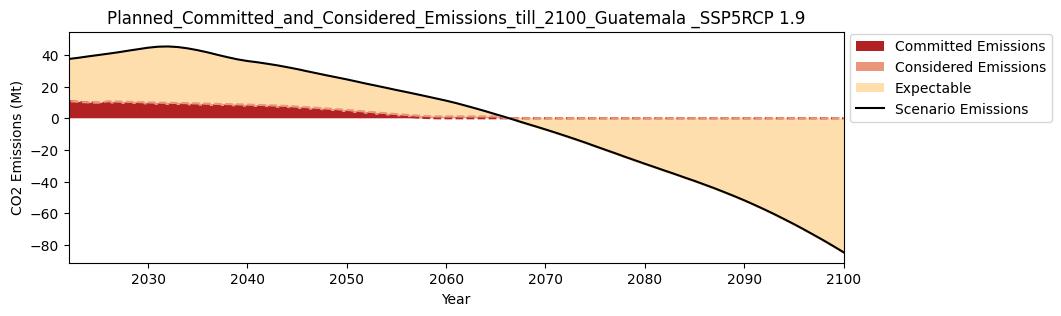 Planned_Committed_and_Considered_Emissions_till_2100_Guatemala _SSP5RCP 1.9
Committed Emissions
Considered Emissions
Expectable
Scenario Emissions
CO2 Emissions (Mt)
40
20
0
−20
−40
−60
−80
2030 2040 2050 2060 2070 2080 2090 2100
Year